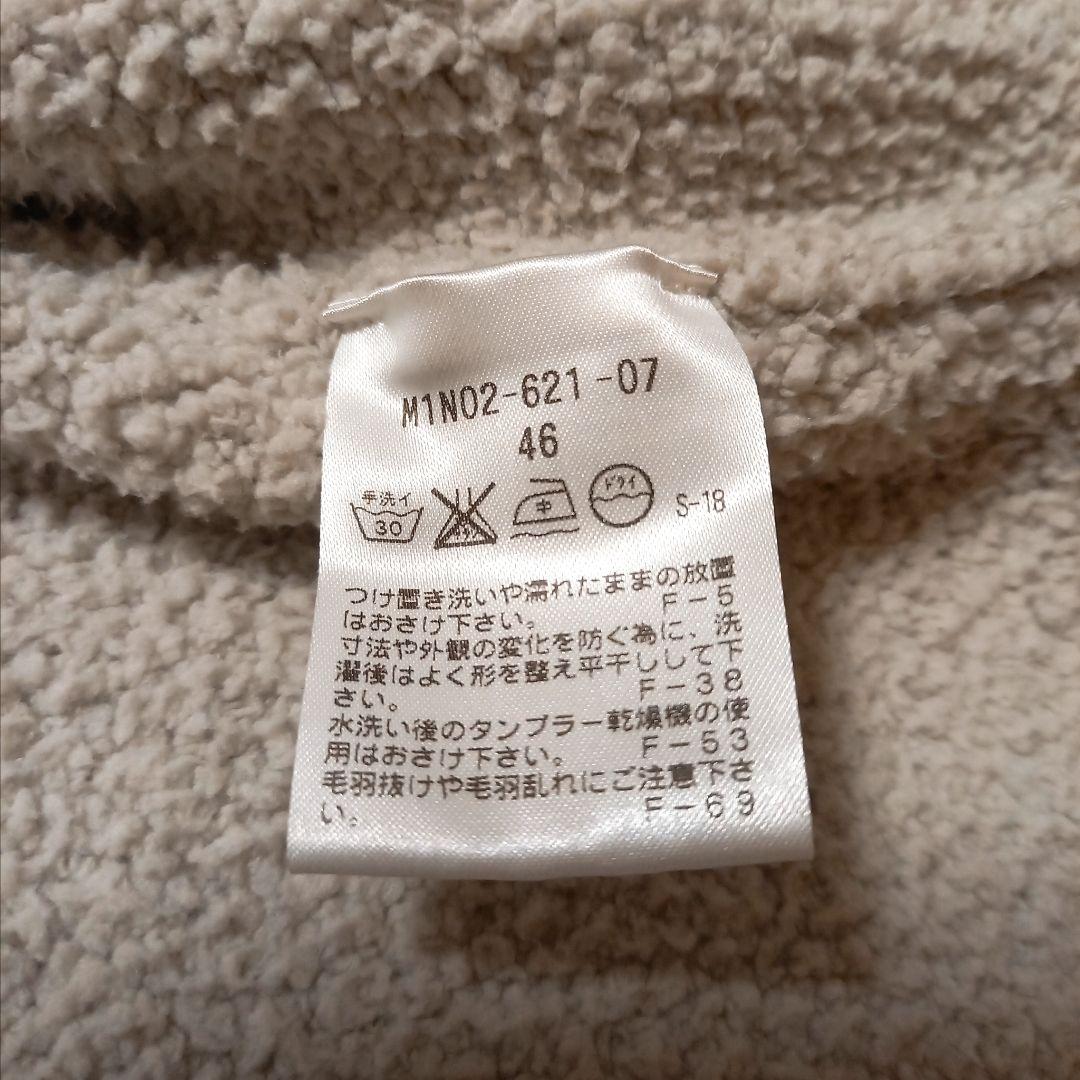 M1N02-621-07
46
手洗イ
30
中
ドライ
S-18
つけ置き洗いや濡れたままの放置
はおさけ下さい。 F-5
寸法や外観の変化を防ぐ為に、洗
濯後はよく形を整え平干しして下
さい。 F-38
水洗い後のタンブラー乾燥機の使
用はおさけ下さい。 F-53
毛羽抜けや毛羽乱れにご注意下さ
い。 F-69